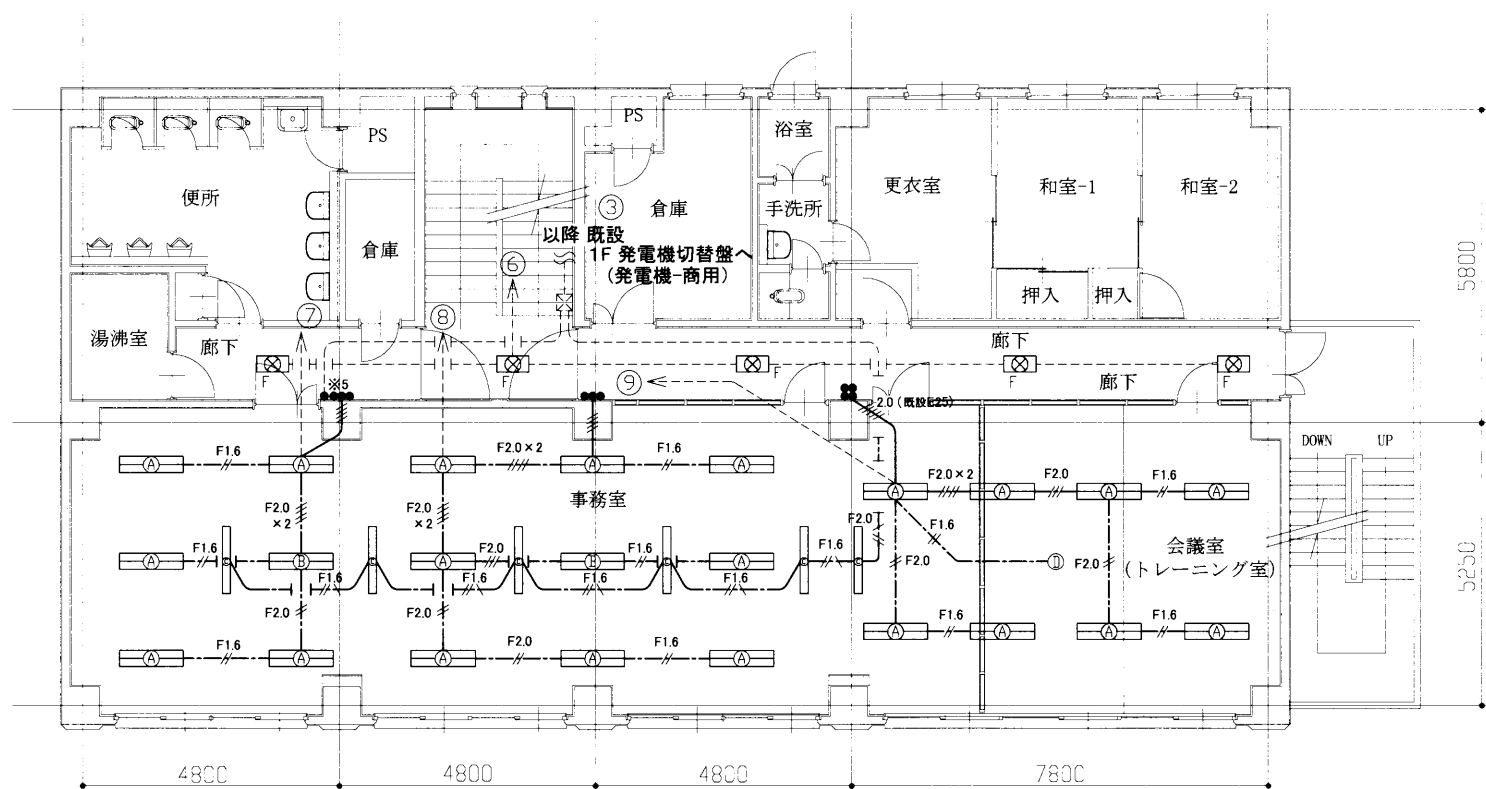 PS
PS
浴室
便所
更衣室
和室-1
和室-2
倉庫
③
倉庫
手洗所
以降 既設
1F 発電機切替盤へ
(発電機-商用)
⑥
5800
押入
押入
⑦
⑧
湯沸室
廊下
廊下
F
F
F
F
F
※5
⑨
廊下
2.0 (既設E25)
DOWN
UP
F1.6
F2.0×2
F1.6
A
A
A
A
A
F2.0×2
F2.0
F1.6
A
A
A
A
事務室
F2.0
×2
F2.0
×2
F2.0
F1.6
F1.6
F2.0
F1.6
F1.6
A
B
A
B
A
C
C
C
C
C
C
F2.0
F2.0
D
会議室
(トレーニング室)
F1.6
F1.6
F1.6
F1.6
F2.0
F2.0
5250
F1.6
F2.0
F1.6
A
A
A
A
A
F1.6
F1.6
A
A
A
A
4800
4800
4800
7800